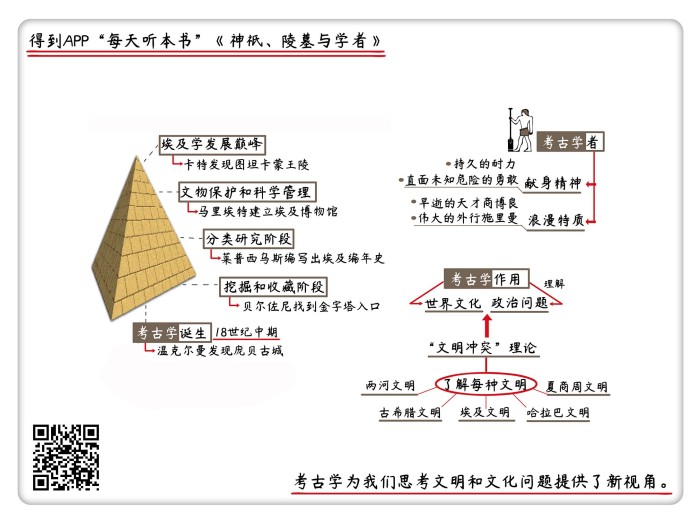 得到APP“每天听本书”《神祇、陵墓与学者》
埃及学发展巅峰
卡特发现图坦卡蒙王陵
文物保护和科学管理
马里埃特建立埃及博物馆
分类研究阶段
莱普西乌斯编写出埃及编年史
挖掘和收藏阶段
贝尔佐尼找到金字塔入口
考古学诞生 18世纪中期
温克尔曼发现庞贝古城
考古学者
持久的耐力
直面未知危险的勇敢
献身精神
早逝的天才商博良
伟大的外行施里曼
浪漫特质
考古学作用
理解
世界文化 政治问题
“文明冲突”理论
了解每种文明
两河文明
夏商周文明
古希腊文明
埃及文明
哈拉巴文明
考古学为我们思考文明和文化问题提供了新视角。